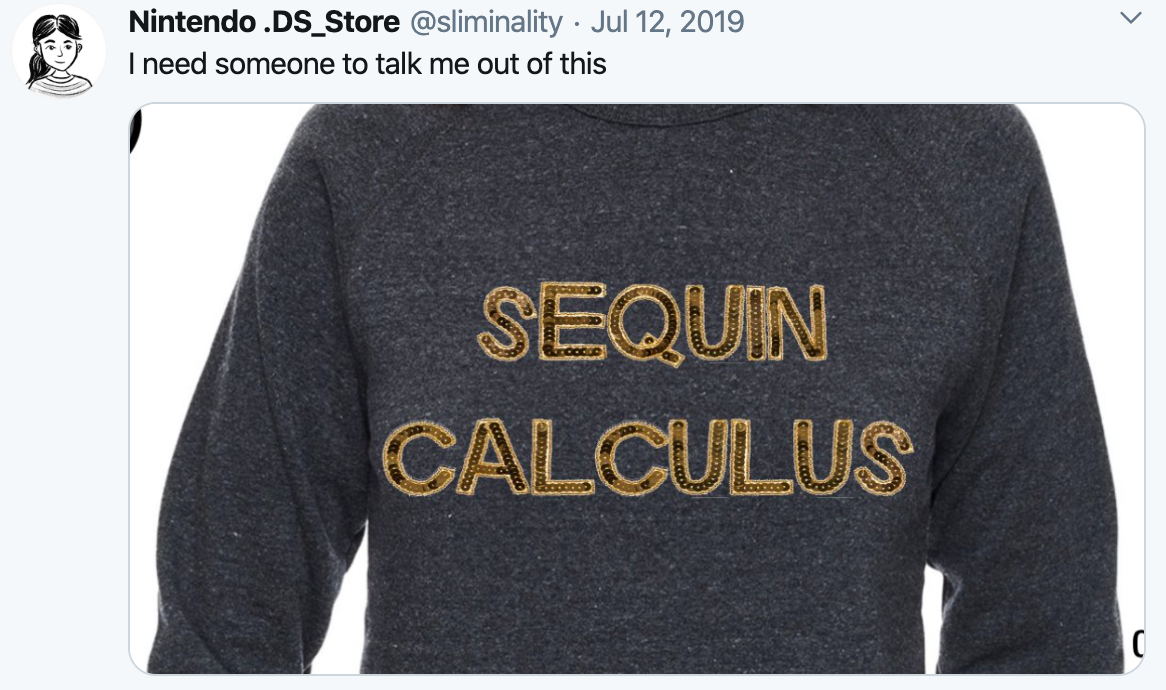 Nintendo .DS_Store @sliminality · Jul 12, 2019
I need someone to talk me out of this
SEQUIN
CALCULUS